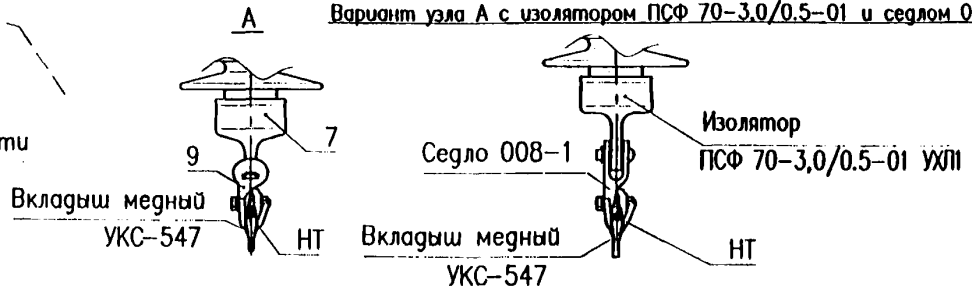 А
Вариант узла А с изолятором ПСФ 70-3.0/0.5-01 и седлом 0
ти
9
7
Вкладыш медный
УКС-547
НТ
Седло 008-1
Изолятор
ПСФ 70-3,0/0.5-01 УХЛ1
Вкладыш медный
УКС-547
НТ